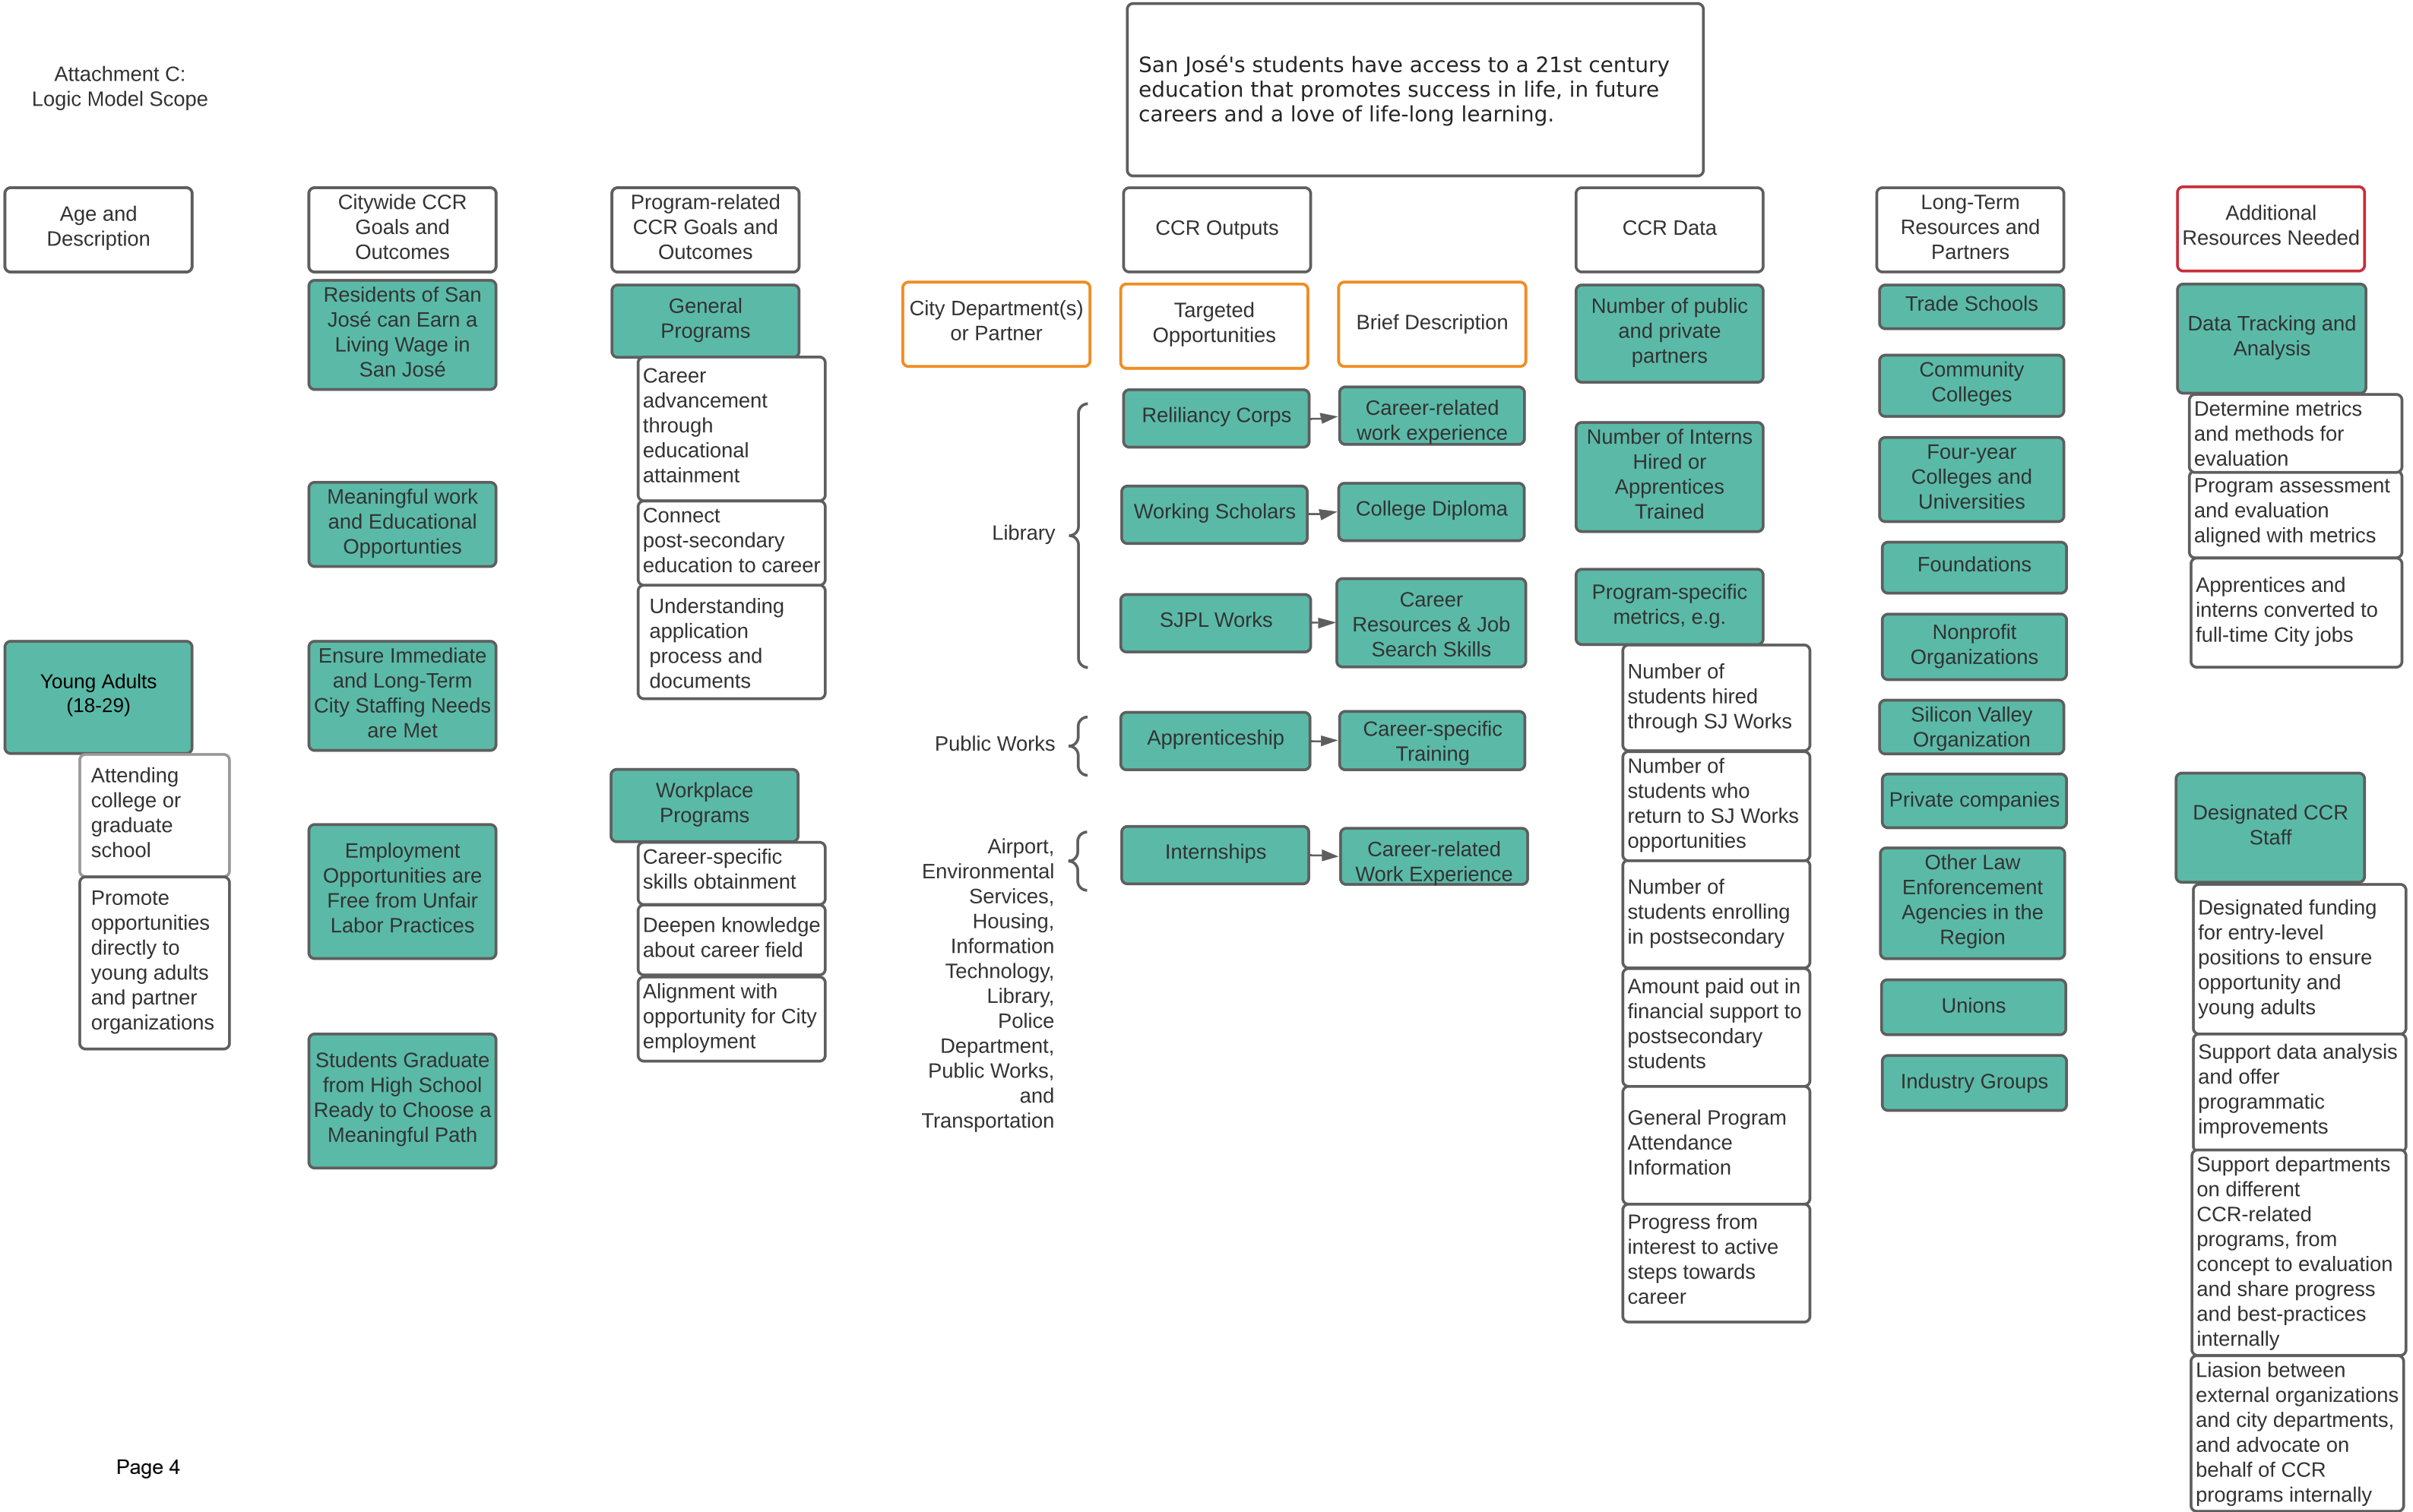 Attachment C:
Logic Model Scope
San José's students have access to a 21st century
education that promotes success in life, in future
careers and a love of life-long learning.
Age and
Description
Young Adults
(18-29)
Attending
college or
graduate
school
Promote
opportunities
directly to
young adults
and partner
organizations
Citywide CCR
Goals and
Outcomes
Residents of San
José can Earn a
Living Wage in
San José
Meaningful work
and Educational
Opportunties
Ensure Immediate
and Long-Term
City Staffing Needs
are Met
Employment
Opportunities are
Free from Unfair
Labor Practices
Students Graduate
from High School
Ready to Choose a
Meaningful Path
Program-related
CCR Goals and
Outcomes
General
Programs
Career
advancement
through
educational
attainment
Connect
post-secondary
education to career
Understanding
application
process and
documents
Workplace
Programs
Career-specific
skills obtainment
Deepen knowledge
about career field
Alignment with
opportunity for City
employment
CCR Outputs
City Department(s)
or Partner
Targeted
Opportunities
Brief Description
Library
Reliliancy Corps
Career-related
work experience
Working Scholars
College Diploma
SJPL Works
Career
Resources & Job
Search Skills
Public Works
Apprenticeship
Career-specific
Training
Airport,
Environmental
Services,
Housing,
Information
Technology,
Library,
Police
Department,
Public Works,
and
Transportation
Internships
Career-related
Work Experience
CCR Data
Number of public
and private
partners
Number of Interns
Hired or
Apprentices
Trained
Program-specific
metrics, e.g.
Number of
students hired
through SJ Works
Number of
students who
return to SJ Works
opportunities
Number of
students enrolling
in postsecondary
Amount paid out in
financial support to
postsecondary
students
General Program
Attendance
Information
Progress from
interest to active
steps towards
career
Long-Term
Resources and
Partners
Trade Schools
Community
Colleges
Four-year
Colleges and
Universities
Foundations
Nonprofit
Organizations
Silicon Valley
Organization
Private companies
Other Law
Enforencement
Agencies in the
Region
Unions
Industry Groups
Additional
Resources Needed
Data Tracking and
Analysis
Determine metrics
and methods for
evaluation
Program assessment
and evaluation
aligned with metrics
Apprentices and
interns converted to
full-time City jobs
Designated CCR
Staff
Designated funding
for entry-level
positions to ensure
opportunity and
young adults
Support data analysis
and offer
programmatic
improvements
Support departments
on different
CCR-related
programs, from
concept to evaluation
and share progress
and best-practices
internally
Liasion between
external organizations
and city departments,
and advocate on
behalf of CCR
programs internally
Page 4